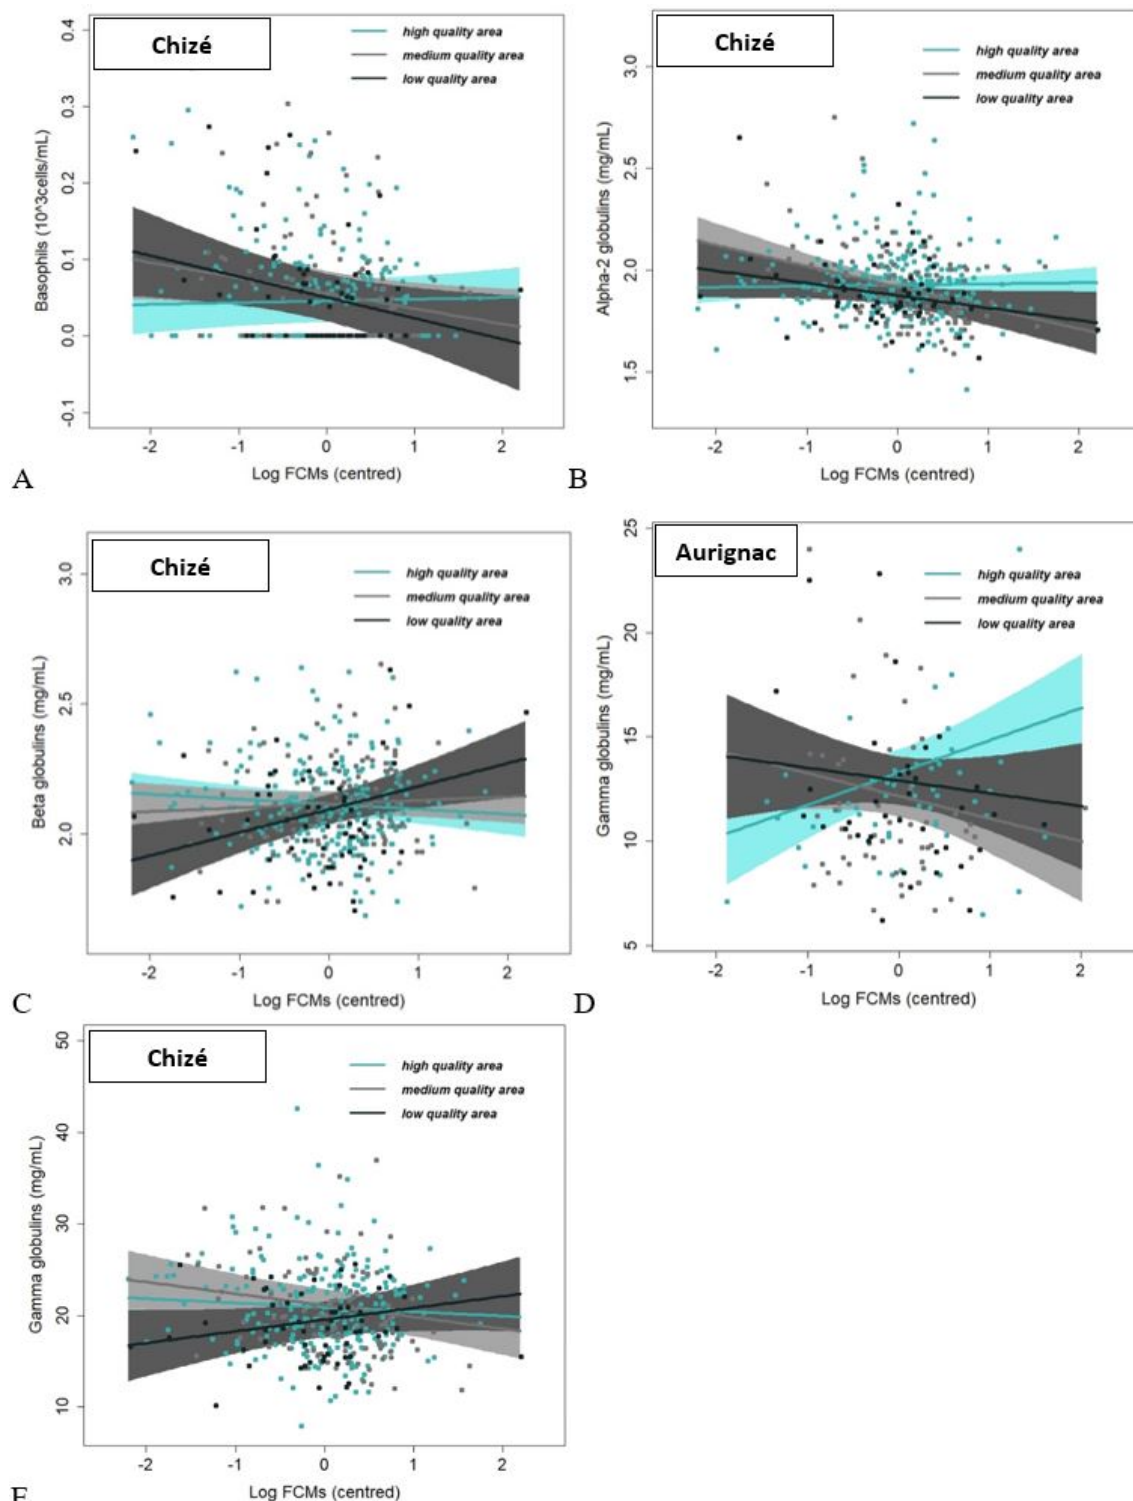 Chizé
high quality area
medium quality area
low quality area
0.4
0.3
0.2
0.1
0.0
-0.1
Basophils (10^3cells/mL)
-2 -1 0 1 2
Log FCMs (centred)
A
Chizé
high quality area
medium quality area
low quality area
3.0
2.5
2.0
1.5
Alpha-2 globulins (mg/mL)
-2 -1 0 1 2
Log FCMs (centred)
B
Chizé
high quality area
medium quality area
low quality area
3.0
2.5
2.0
Beta globulins (mg/mL)
-2 -1 0 1 2
Log FCMs (centred)
C
Aurignac
high quality area
medium quality area
low quality area
25
20
15
10
5
Gamma globulins (mg/mL)
-2 -1 0 1 2
Log FCMs (centred)
D
Chizé
high quality area
medium quality area
low quality area
50
40
30
20
10
Gamma globulins (mg/mL)
-2 -1 0 1 2
Log FCMs (centred)